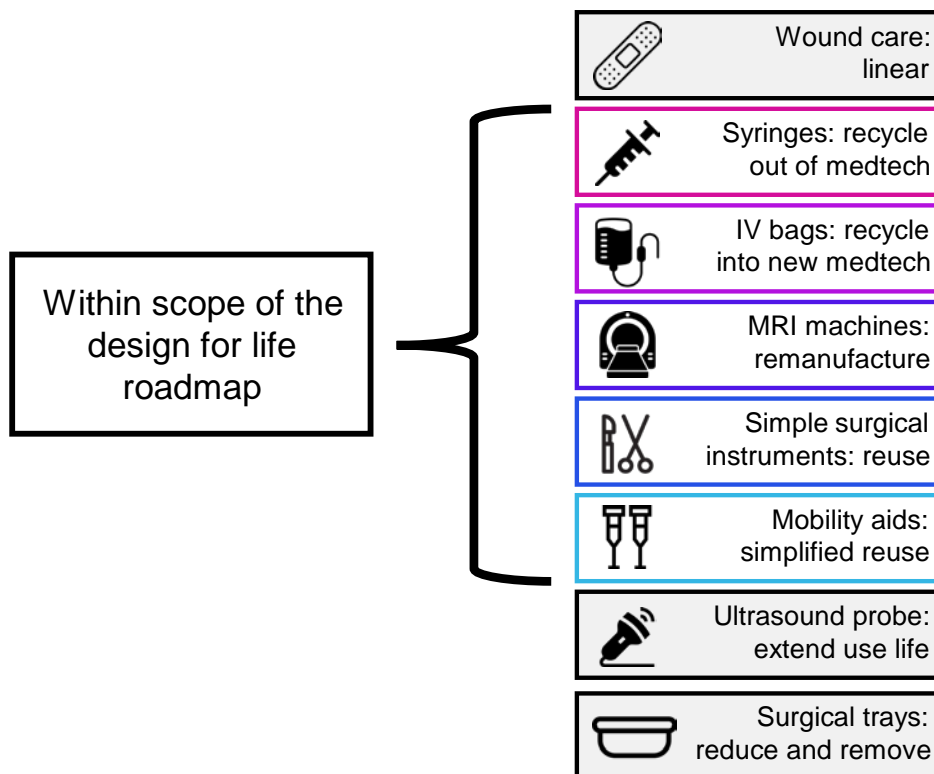 Wound care:
linear
Syringes: recycle
out of medtech
IV bags: recycle
into new medtech
Within scope of the
design for life
roadmap
MRI machines:
remanufacture
Simple surgical
instruments: reuse
Mobility aids:
simplified reuse
Ultrasound probe:
extend use life
Surgical trays:
reduce and remove